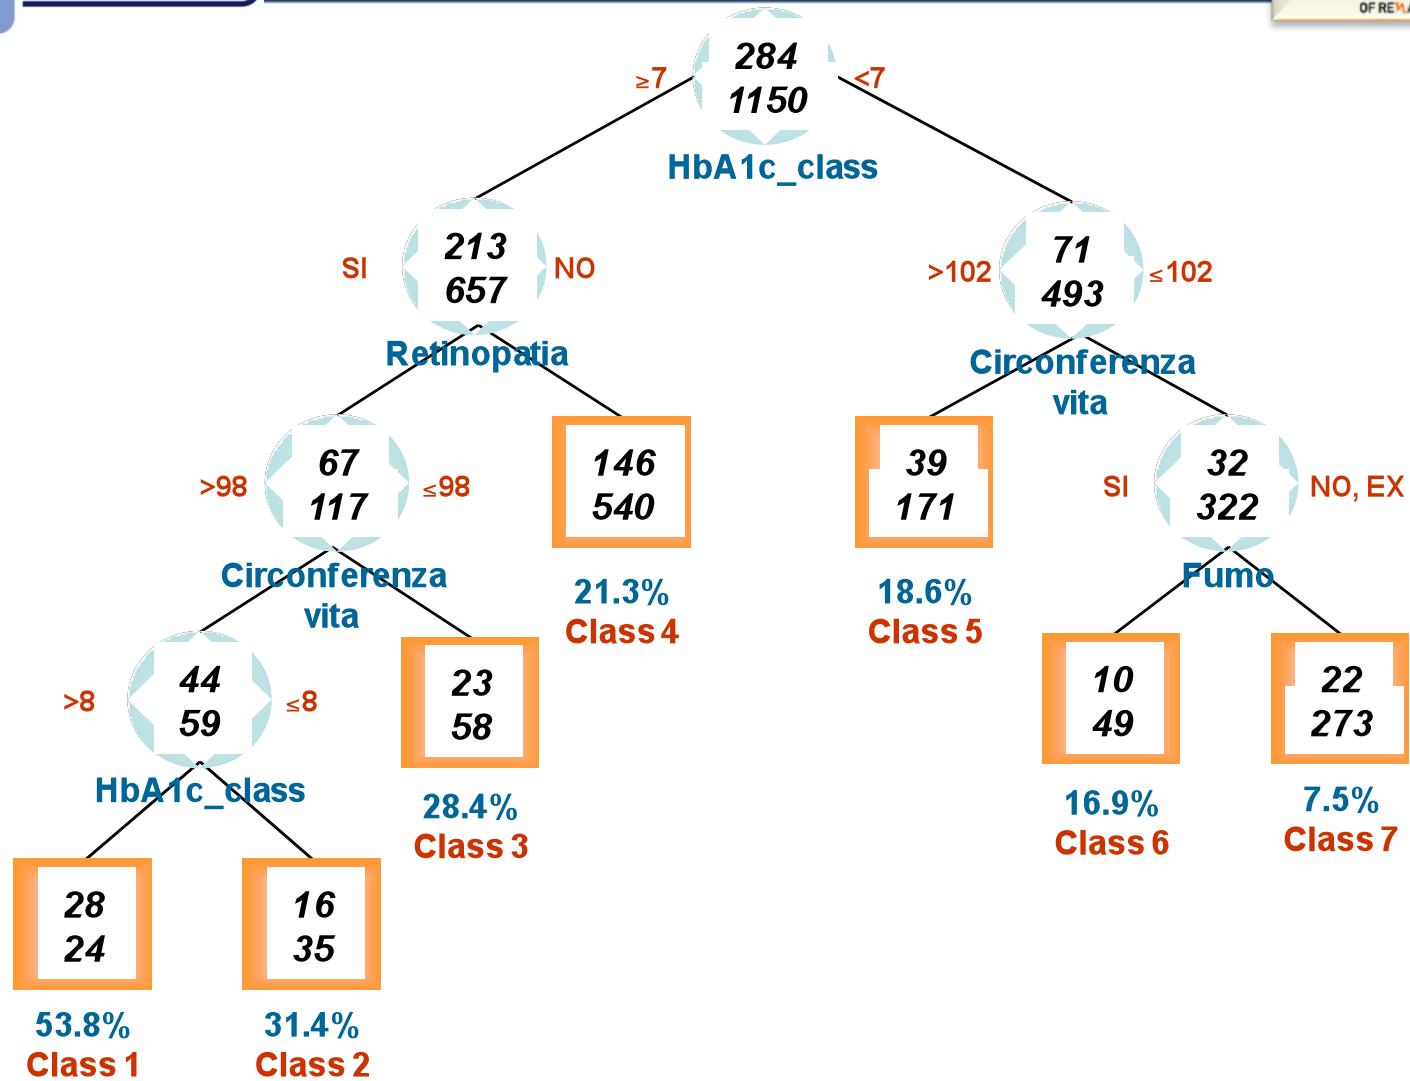 OF RENA
284
1150
≥7
<7
HbA1c_class
213
657
SI
NO
Retinopatia
71
493
>102
≤102
Circonferenza
vita
67
117
>98
≤98
Circonferenza
vita
146
540
21.3%
Class 4
39
171
18.6%
Class 5
32
322
SI
NO, EX
Fumo
44
59
>8
≤8
HbA1c_class
23
58
28.4%
Class 3
10
49
16.9%
Class 6
22
273
7.5%
Class 7
28
24
53.8%
Class 1
16
35
31.4%
Class 2